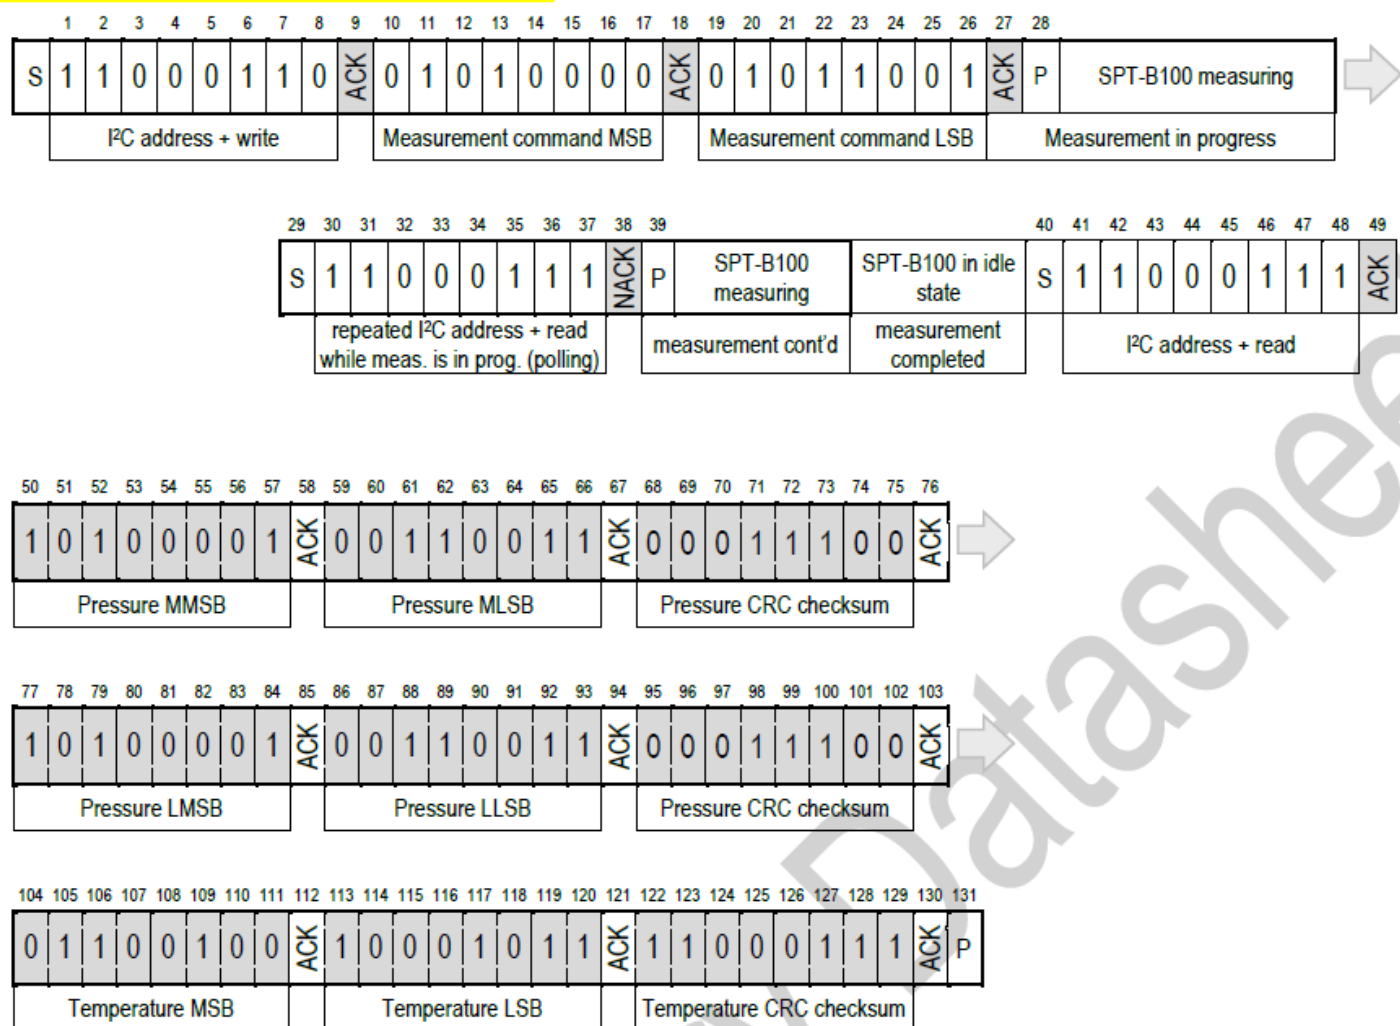 1 2 3 4 5 6 7 8 9 10 11 12 13 14 15 16 17 18 19 20 21 22 23 24 25 26 27 28
S 1 1 0 0 0 1 1 0 ACK 0 1 0 1 0 0 0 0 ACK 0 1 0 1 1 0 0 1 ACK P SPT-B100 measuring
I²C address + write Measurement command MSB Measurement command LSB Measurement in progress
29 30 31 32 33 34 35 36 37 38 39 40 41 42 43 44 45 46 47 48 49
S 1 1 0 0 0 1 1 1 NACK P SPT-B100 measuring SPT-B100 in idle state S 1 1 0 0 0 1 1 1 ACK
repeated I²C address + read
while meas. is in prog. (polling)
measurement cont'd
measurement
completed
I²C address + read
50 51 52 53 54 55 56 57 58 59 60 61 62 63 64 65 66 67 68 69 70 71 72 73 74 75 76
1 0 1 0 0 0 0 1 ACK 0 0 1 1 0 0 1 1 ACK 0 0 0 1 1 1 0 0 ACK
Pressure MMSB Pressure MLSB Pressure CRC checksum
77 78 79 80 81 82 83 84 85 86 87 88 89 90 91 92 93 94 95 96 97 98 99 100 101 102 103
1 0 1 0 0 0 0 1 ACK 0 0 1 1 0 0 1 1 ACK 0 0 0 1 1 1 0 0 ACK
Pressure LMSB Pressure LLSB Pressure CRC checksum
104 105 106 107 108 109 110 111 112 113 114 115 116 117 118 119 120 121 122 123 124 125 126 127 128 129 130 131
0 1 1 0 0 1 0 0 ACK 1 0 0 0 1 0 1 1 ACK 1 1 0 0 0 1 1 1 ACK P
Temperature MSB Temperature LSB Temperature CRC checksum